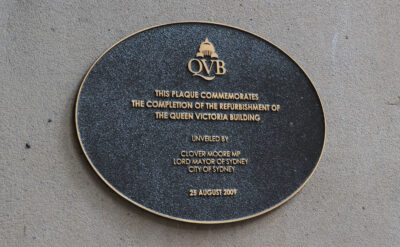 QVB
THIS PLAQUE COMMEMORATES
THE COMPLETION OF THE REFURBISHMENT OF
THE QUEEN VICTORIA BUILDING
UNVEILED BY
CLOVER MOORE MP
LORD MAYOR OF SYDNEY
CITY OF SYDNEY
25 AUGUST 2009